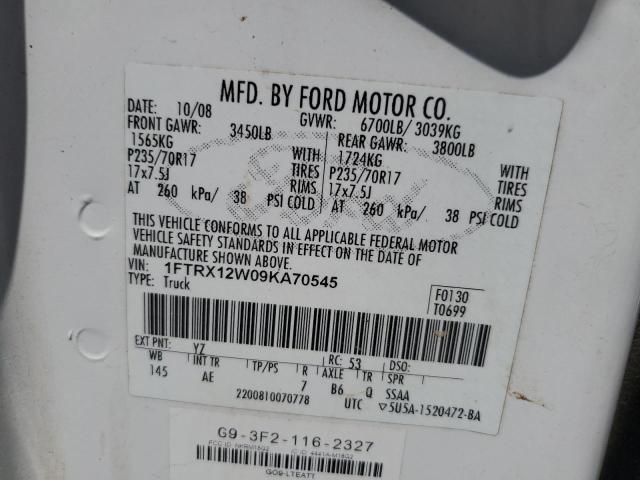 MFD. BY FORD MOTOR CO.
DATE: 10/08 GVWR: 6700LB/ 3039KG
FRONT GAWR: 3450LB REAR GAWR: 3800LB
1565KG WITH 1724KG WITH
P235/70R17 TIRES P235/70R17 TIRES
17x7.5J RIMS 17x7.5J RIMS
AT 260 kPa/ 38 PSI COLD AT 260 kPa/ 38 PSI COLD
THIS VEHICLE CONFORMS TO ALL APPLICABLE FEDERAL MOTOR
VEHICLE SAFETY STANDARDS IN EFFECT ON THE DATE OF
MANUFACTURE SHOWN ABOVE.
VIN: 1FTRX12W09KA70545
TYPE: Truck
F0130
T0699
EXT PNT: YZ RC: 53 DSO:
WB INT TR TP/PS R AXLE TR SPR
145 AE 7 B6 Q SSAA
2200810070778 UTC ▽5U5A-1520472-BA
G9-3F2-116-2327
GO9-LTEATT